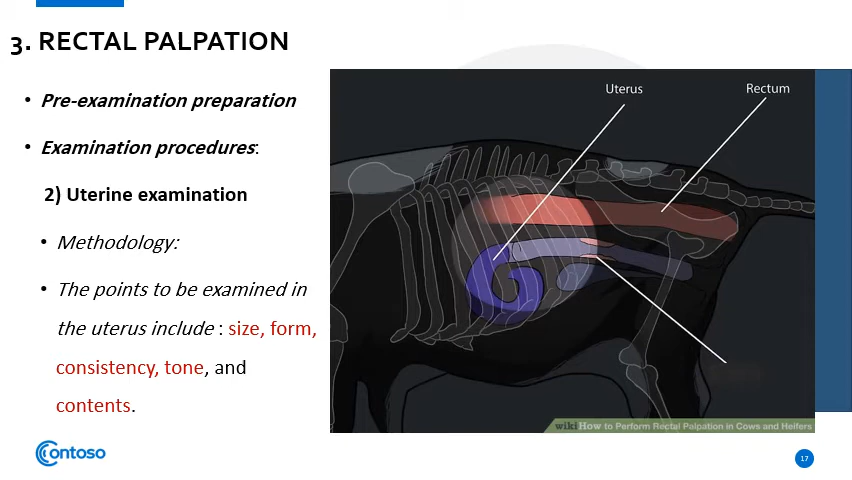 3. RECTAL PALPATION
• Pre-examination preparation
• Examination procedures:
2) Uterine examination
• Methodology:
• The points to be examined in
the uterus include : size, form,
consistency, tone, and
contents.
Uterus
Rectum
wikiHow to Perform Rectal Palpation in Cows and Heifers
Contoso
17